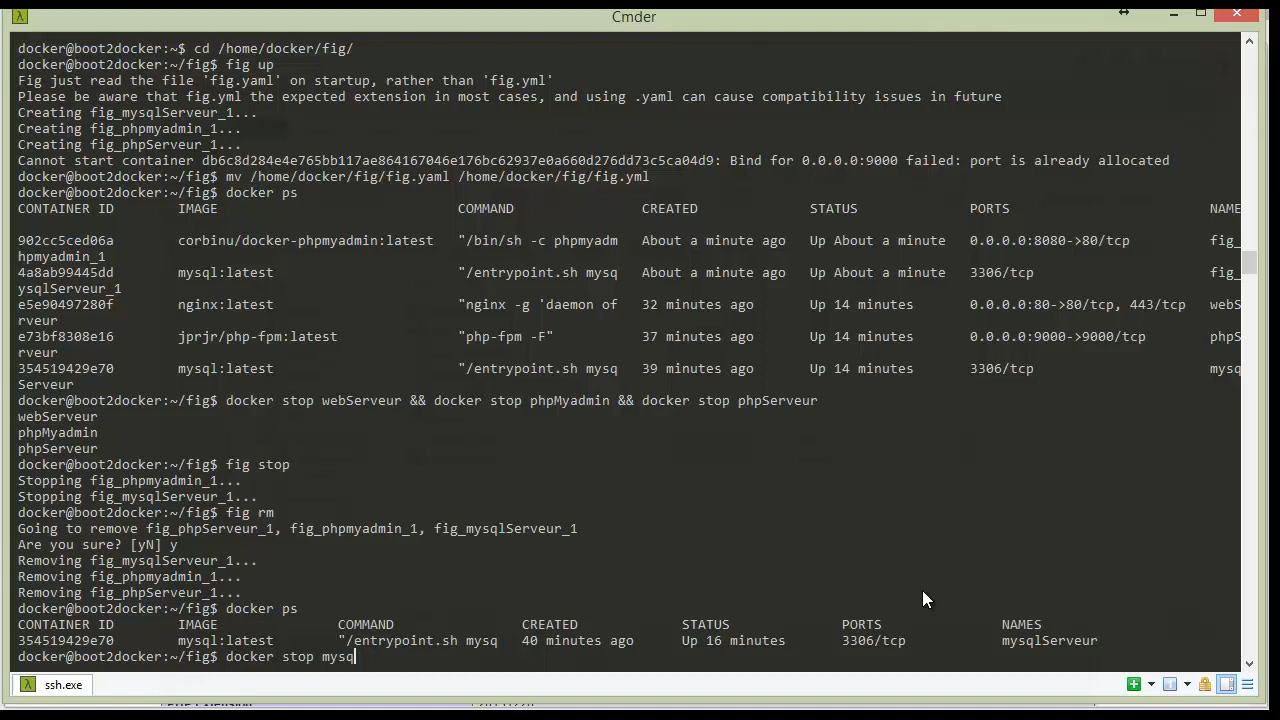 Cmder
docker@boot2docker:~$ cd /home/docker/fig/
docker@boot2docker:~/fig$ fig up
Fig just read the file 'fig.yaml' on startup, rather than 'fig.yml'
Please be aware that fig.yml the expected extension in most cases, and using .yaml can cause compatibility issues in future
Creating fig_mysqlServeur_1...
Creating fig_phpmyadmin_1...
Creating fig_phpServeur_1...
Cannot start container db6c8d284e4e765bb117ae864167046e176bc62937e0a660d276dd73c5ca04d9: Bind for 0.0.0.0:9000 failed: port is already allocated
docker@boot2docker:~/fig$ mv /home/docker/fig/fig.yaml /home/docker/fig/fig.yml
docker@boot2docker:~/fig$ docker ps
CONTAINER ID IMAGE COMMAND CREATED STATUS PORTS NAME
902cc5ced06a corbinu/docker-phpmyadmin:latest "/bin/sh -c phpmyadm About a minute ago Up About a minute 0.0.0.0:8080->80/tcp fig_
hpmyadmin_1
4a8ab99445dd mysql:latest "/entrypoint.sh mysq About a minute ago Up About a minute 3306/tcp fig_
ysqlServeur_1
e5e90497280f nginx:latest "nginx -g 'daemon of 32 minutes ago Up 14 minutes 0.0.0.0:80->80/tcp, 443/tcp webS
rveur
e73bf8308e16 jprjr/php-fpm:latest "php-fpm -F" 37 minutes ago Up 14 minutes 0.0.0.0:9000->9000/tcp phpS
rveur
354519429e70 mysql:latest "/entrypoint.sh mysq 39 minutes ago Up 14 minutes 3306/tcp mysq
Serveur
docker@boot2docker:~/fig$ docker stop webServeur && docker stop phpMyadmin && docker stop phpServeur
webServeur
phpMyadmin
phpServeur
docker@boot2docker:~/fig$ fig stop
Stopping fig_phpmyadmin_1...
Stopping fig_mysqlServeur_1...
docker@boot2docker:~/fig$ fig rm
Going to remove fig_phpServeur_1, fig_phpmyadmin_1, fig_mysqlServeur_1
Are you sure? [yN] y
Removing fig_mysqlServeur_1...
Removing fig_phpmyadmin_1...
Removing fig_phpServeur_1...
docker@boot2docker:~/fig$ docker ps
CONTAINER ID IMAGE COMMAND CREATED STATUS PORTS NAMES
354519429e70 mysql:latest "/entrypoint.sh mysq 40 minutes ago Up 16 minutes 3306/tcp mysqlServeur
docker@boot2docker:~/fig$ docker stop mysq
ssh.exe